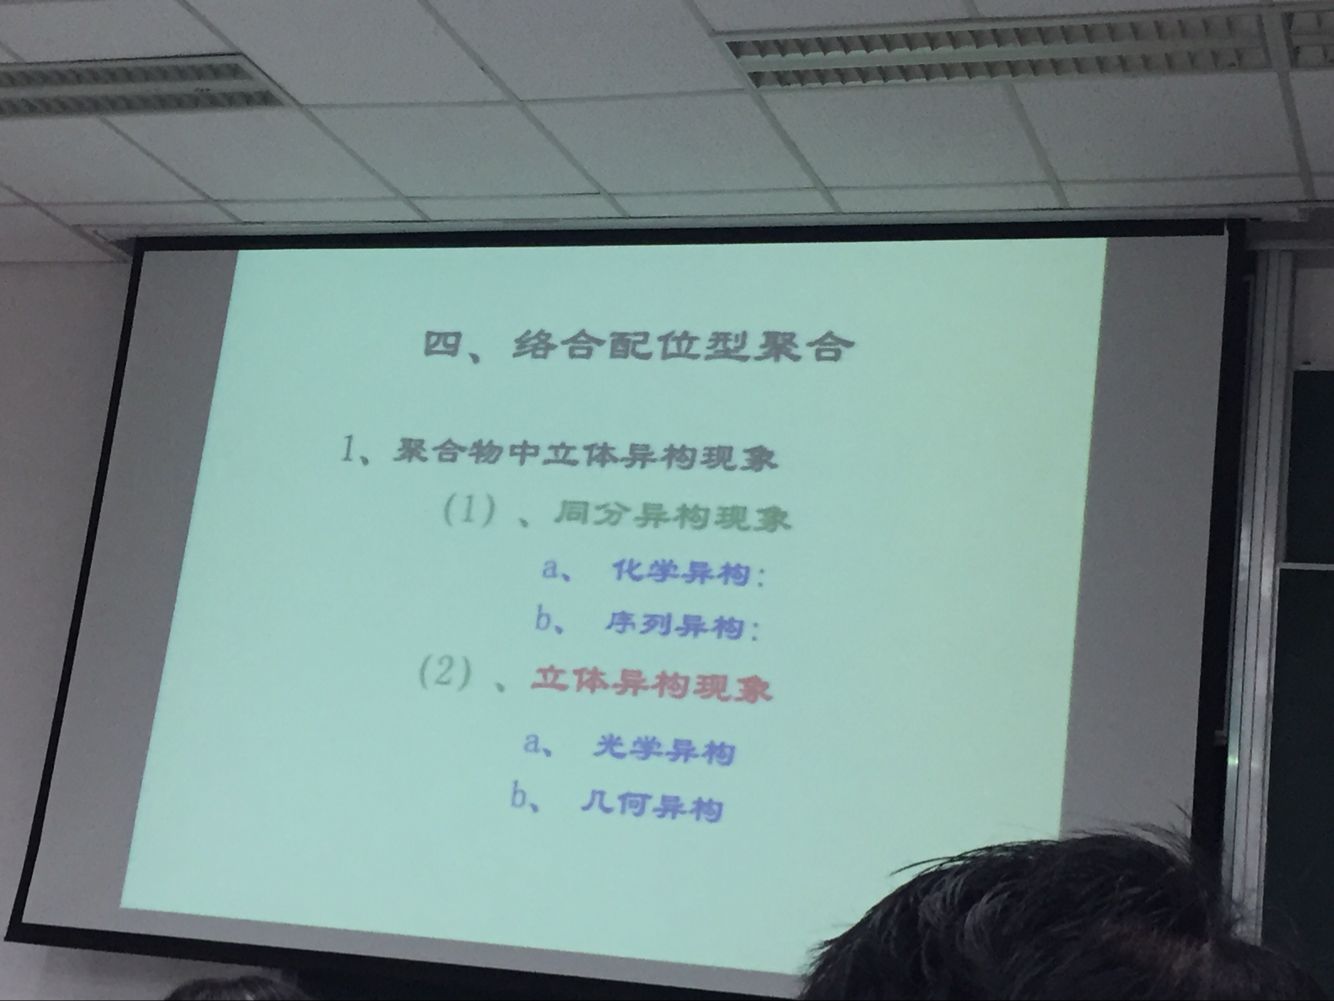 四、络合配位型聚合
1、聚合物中立体异构现象
(1)、同分异构现象
a、 化学异构:
b、 序列异构:
(2)、立体异构现象
a、 光学异构
b、 几何异构